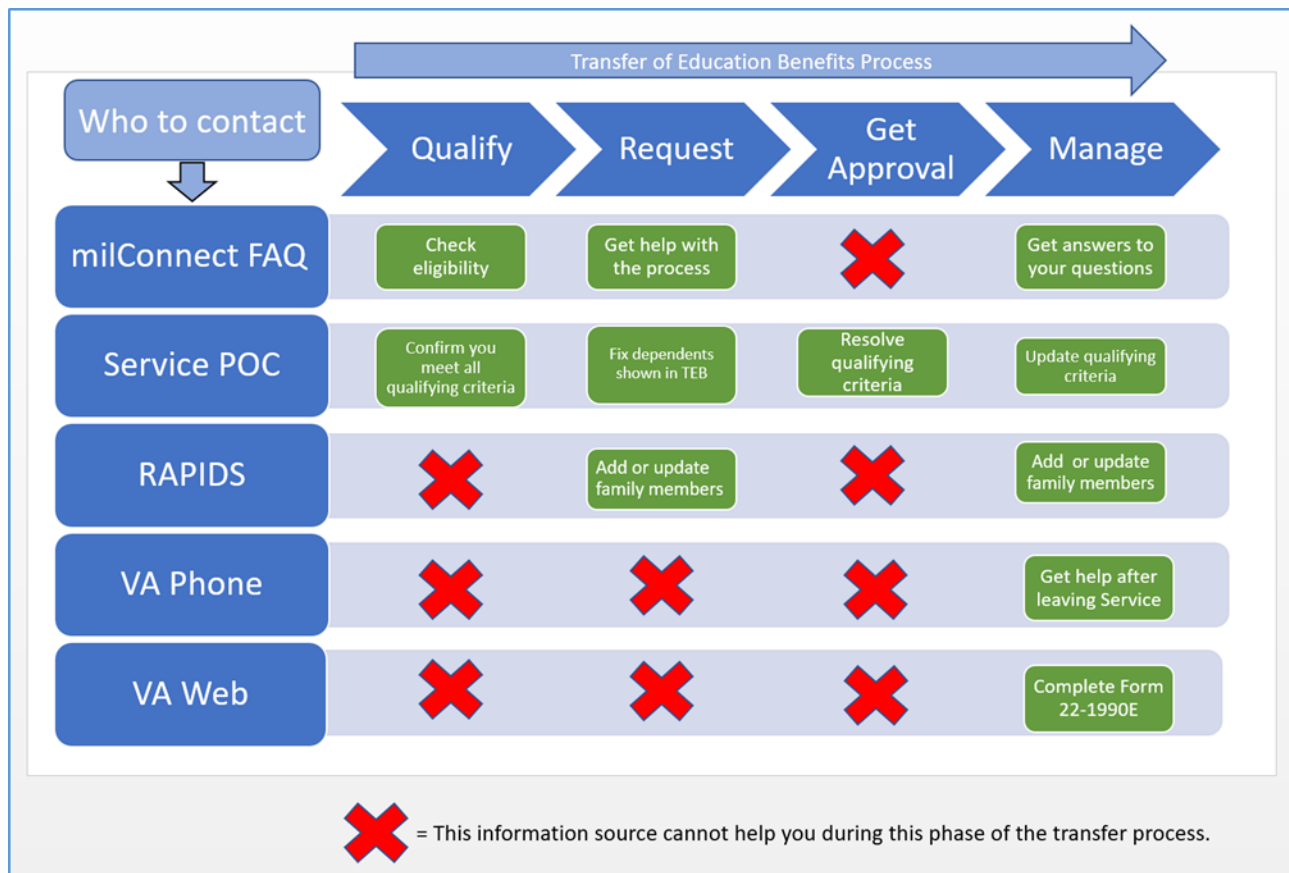 Transfer of Education Benefits Process
Who to contact
Qualify
Request
Get
Approval
Manage
milConnect FAQ
Check
eligibility
Get help with
the process
Get answers to
your questions
Service POC
Confirm you
meet all
qualifying criteria
Fix dependents
shown in TEB
Resolve
qualifying
criteria
Update qualifying
criteria
RAPIDS
Add or update
family members
Add or update
family members
VA Phone
Get help after
leaving Service
VA Web
Complete Form
22-1990E
= This information source cannot help you during this phase of the transfer process.